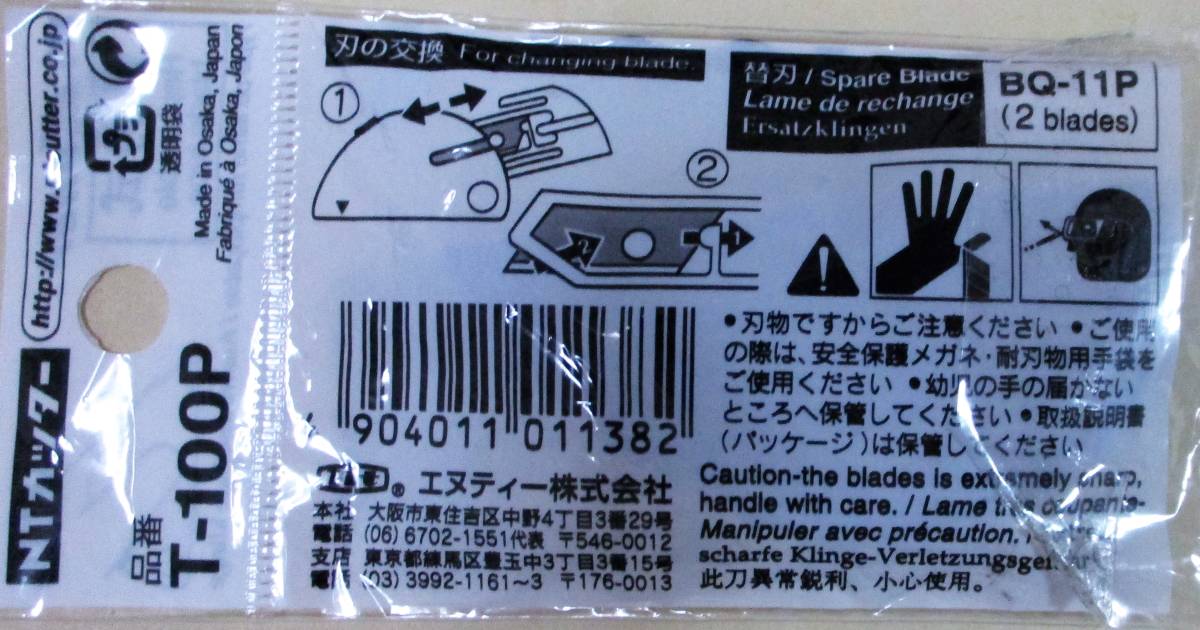 http://www.ntcutter.co.jp
NTカッター
品番
T-100P
プラ
透明袋
Made in Osaka, Japan
Fabriqué à Osaka, Japon
刃の交換 For changing blade.
①
②
2
1
替刃 / Spare Blade
Lame de rechange
Ersatzklingen
BQ-11P
(2 blades)
•刃物ですからご注意ください •ご使用
の際は、安全保護メガネ・耐刃物用手袋を
ご使用ください •幼児の手の届かない
ところへ保管してください •取扱説明書
(パッケージ)は保管してください
4 904011 011382
NT® エヌティー株式会社
本社 大阪市東住吉区中野4丁目3番29号
電話 (06) 6702-1551代表 〒546-0012
支店 東京都練馬区豊玉中3丁目3番15号
電話 (03) 3992-1161～3 〒176-0013
Caution-the blades is extremely sharp,
handle with care. / Lame très coupante-
Manipuler avec précaution.
scharfe Klinge-Verletzungsgefahr
此刀異常鋭利、小心使用。